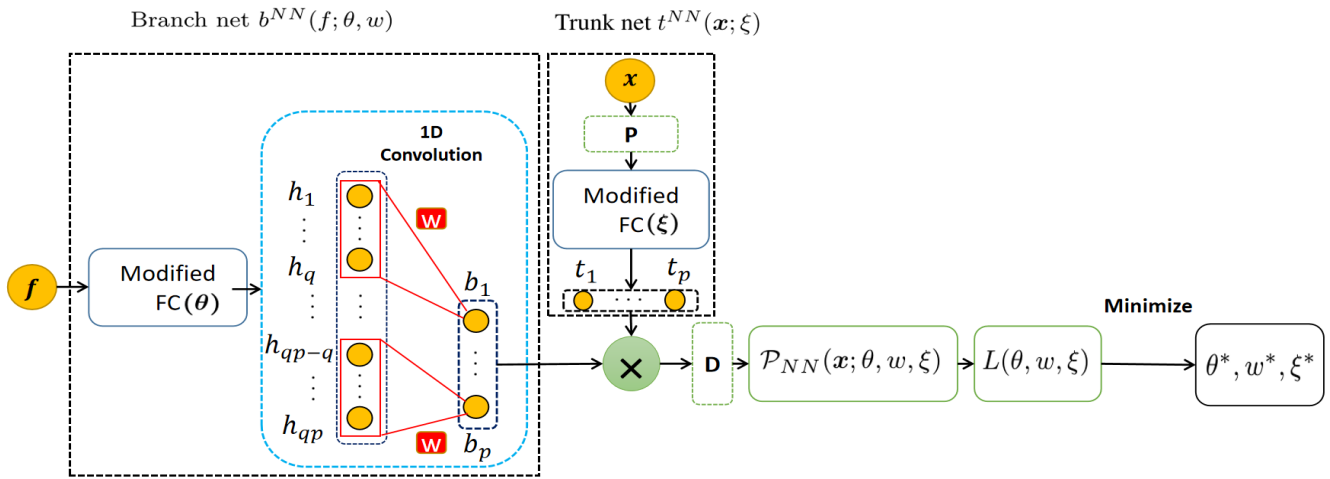 Branch net b^{NN}(f; θ, w)
Trunk net t^{NN}(x; ξ)
x
P
Modified
FC(ξ)
t_1 ··· t_p
1D
Convolution
h_1
⋮
h_q
⋮ ⋮
h_{qp−q}
⋮
h_{qp}
w
w
b_1
⋮
b_p
f
Modified
FC(θ)
×
D
𝒫_{NN}(x; θ, w, ξ)
L(θ, w, ξ)
Minimize
θ*, w*, ξ*